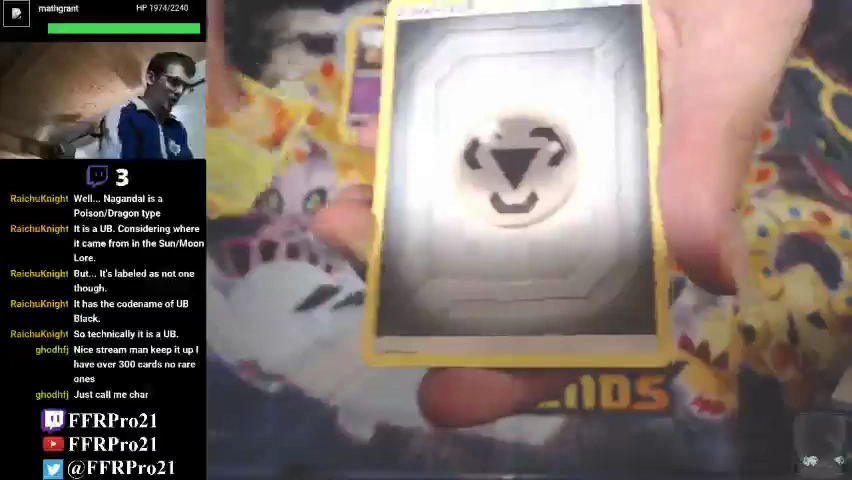 mathgrant
HP 1974/2240
3
RaichuKnight Well... Nagandal is a
Poison/Dragon type
RaichuKnight It is a UB. Considering where
it came from in the Sun/Moon
Lore.
RaichuKnight But... It's labeled as not one
though.
RaichuKnight It has the codename of UB
Black.
RaichuKnight So technically it is a UB.
ghodhfj Nice stream man keep it up I
have over 300 cards no rare
ones
ghodhfj Just call me char
FFRPro21
FFRPro21
@FFRPro21